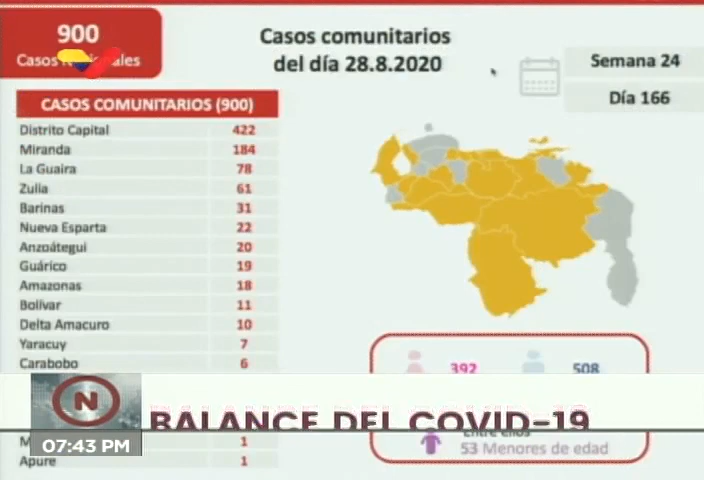 900
Casos comunitarios
del día 28.8.2020
Semana 24
Día 166
CASOS COMUNITARIOS (900)
Distrito Capital 422
Miranda 184
La Guaira 78
Zulia 61
Barinas 31
Nueva Esparta 22
Anzoátegui 20
Guárico 19
Amazonas 18
Bolívar 11
Delta Amacuro 10
Yaracuy 7
Carabobo 6
392 508
N
BALANCE DEL COVID-19
Entre ellos
53 Menores de edad
07:43 PM
1
Apure 1